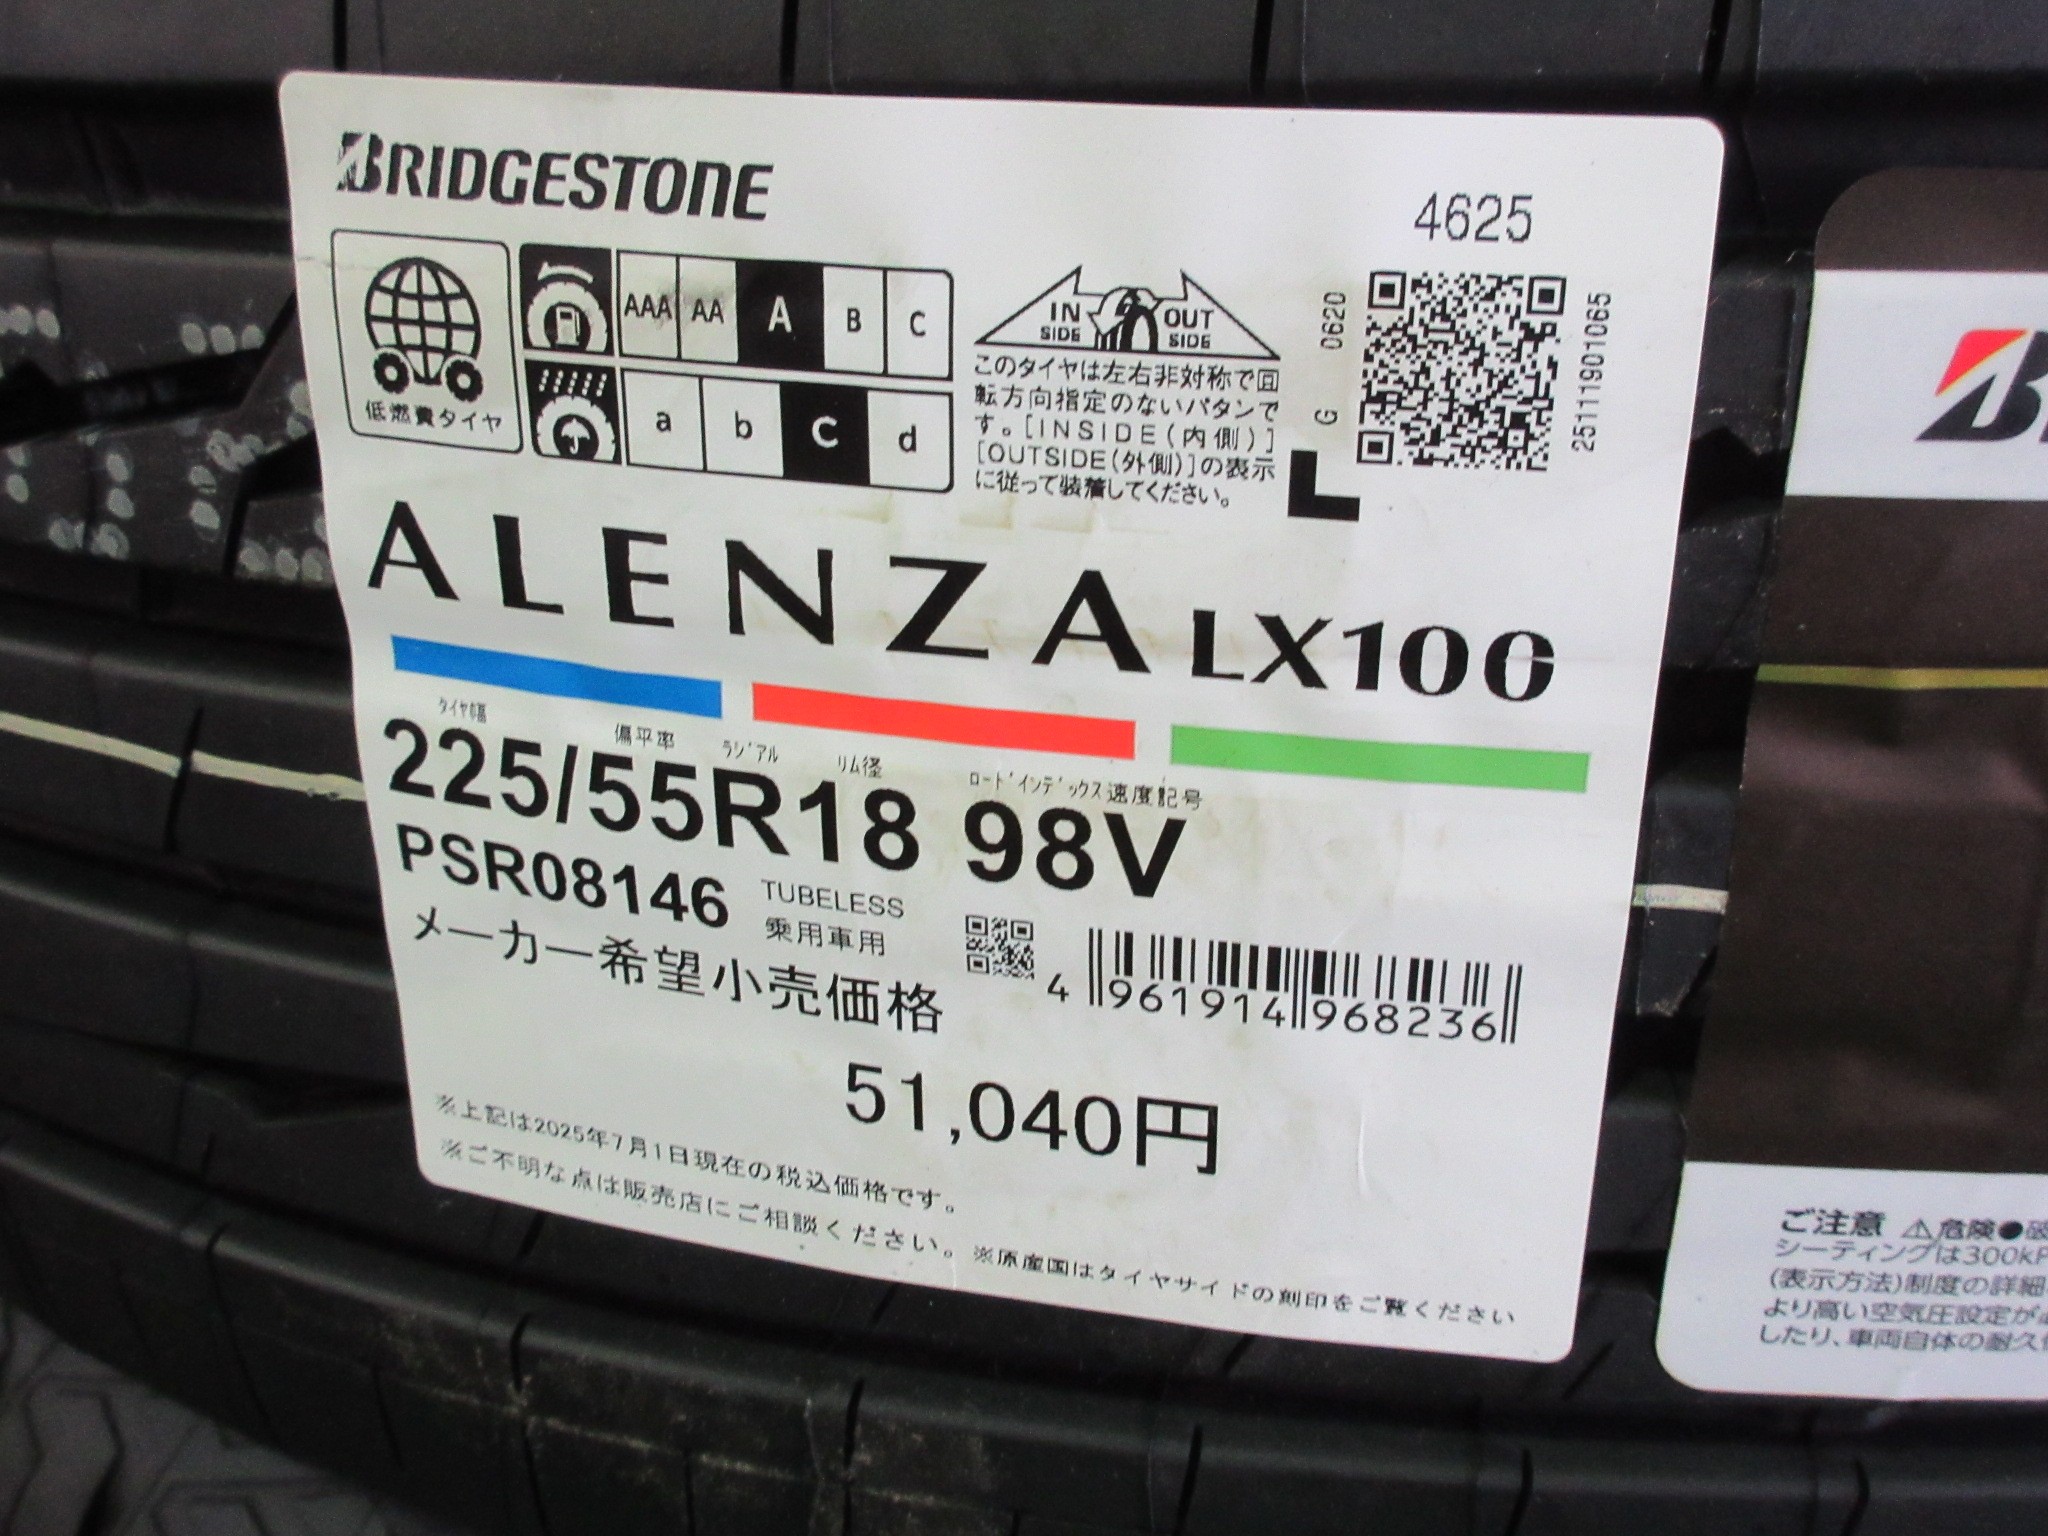 BRIDGESTONE
4625
低燃費タイヤ
AAA AA A B C
a b c d
IN SIDE
OUT SIDE
このタイヤは左右非対称で回
転方向指定のないパタンで
す。[INSIDE(内側)]
[OUTSIDE(外側)]の表示
に従って装着してください。
G 0620
L
251119010​65
ALENZA LX100
タイヤ幅 偏平率 ラジアル リム径 ロードインデックス 速度記号
225/55R18 98V
PSR08146
TUBELESS
乗用車用
メーカー希望小売価格
4 961914 968236
51,040円
※上記は2025年7月1日現在の税込価格です。
※ご不明な点は販売店にご相談ください。※原産国はタイヤサイドの刻印をご覧ください
B
ご注意 ⚠危険●破
シーティングは300kP
(表示方法)制度の詳細
より高い空気圧設定が
したり、車両自体の耐久